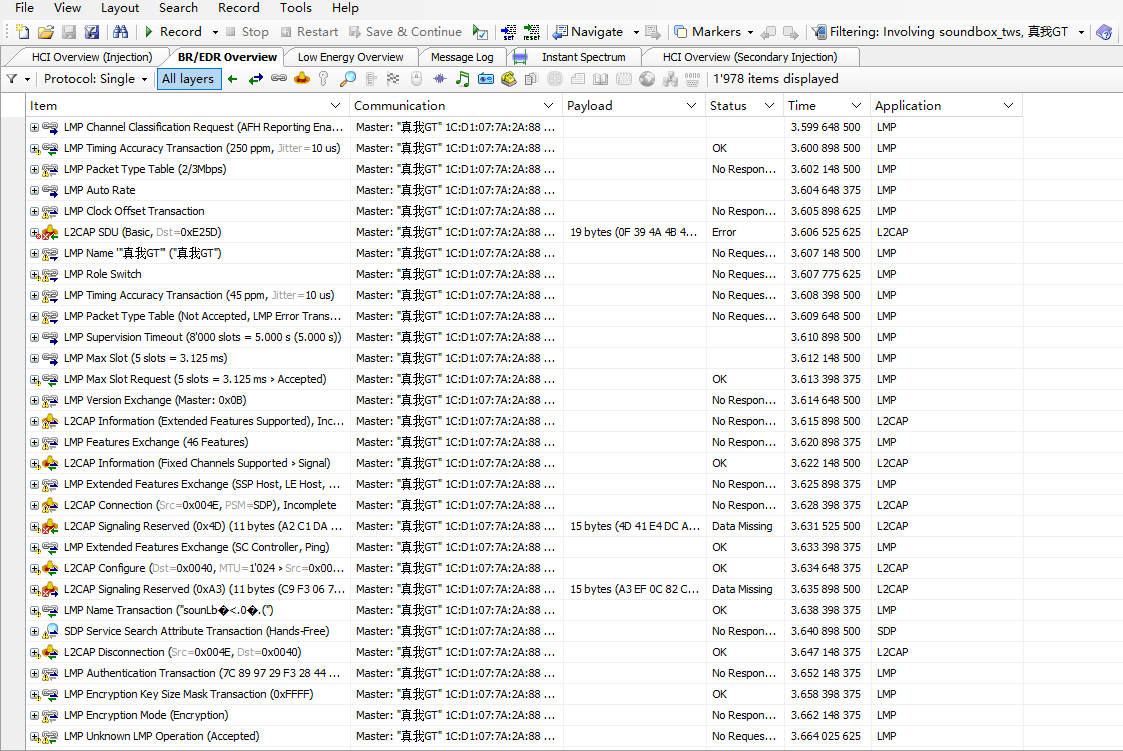 File View Layout Search Record Tools Help
Record Stop Restart Save & Continue set reset Navigate Markers Filtering: Involving soundbox_tws, 真我GT
HCI Overview (Injection) BR/EDR Overview Low Energy Overview Message Log Instant Spectrum HCI Overview (Secondary Injection)
Protocol: Single All layers 1'978 items displayed
Item Communication Payload Status Time Application
LMP Channel Classification Request (AFH Reporting Ena... Master: "真我GT" 1C:D1:07:7A:2A:88 ... 3.599 648 500 LMP
LMP Timing Accuracy Transaction (250 ppm, Jitter=10 us) Master: "真我GT" 1C:D1:07:7A:2A:88 ... OK 3.600 898 500 LMP
LMP Packet Type Table (2/3Mbps) Master: "真我GT" 1C:D1:07:7A:2A:88 ... No Respon... 3.602 148 500 LMP
LMP Auto Rate Master: "真我GT" 1C:D1:07:7A:2A:88 ... 3.604 648 375 LMP
LMP Clock Offset Transaction Master: "真我GT" 1C:D1:07:7A:2A:88 ... No Respon... 3.605 898 625 LMP
L2CAP SDU (Basic, Dst=0xE25D) Master: "真我GT" 1C:D1:07:7A:2A:88 ... 19 bytes (0F 39 4A 4B 4... Error 3.606 525 625 L2CAP
LMP Name '"真我GT" ("真我GT") Master: "真我GT" 1C:D1:07:7A:2A:88 ... No Reques... 3.607 148 500 LMP
LMP Role Switch Master: "真我GT" 1C:D1:07:7A:2A:88 ... No Respon... 3.607 775 625 LMP
LMP Timing Accuracy Transaction (45 ppm, Jitter=10 us) Master: "真我GT" 1C:D1:07:7A:2A:88 ... No Reques... 3.608 398 500 LMP
LMP Packet Type Table (Not Accepted, LMP Error Trans... Master: "真我GT" 1C:D1:07:7A:2A:88 ... No Reques... 3.609 648 500 LMP
LMP Supervision Timeout (8'000 slots = 5.000 s (5.000 s)) Master: "真我GT" 1C:D1:07:7A:2A:88 ... 3.610 898 500 LMP
LMP Max Slot (5 slots = 3.125 ms) Master: "真我GT" 1C:D1:07:7A:2A:88 ... 3.612 148 500 LMP
LMP Max Slot Request (5 slots = 3.125 ms > Accepted) Master: "真我GT" 1C:D1:07:7A:2A:88 ... OK 3.613 398 375 LMP
LMP Version Exchange (Master: 0x0B) Master: "真我GT" 1C:D1:07:7A:2A:88 ... No Respon... 3.614 648 500 LMP
L2CAP Information (Extended Features Supported), Inc... Master: "真我GT" 1C:D1:07:7A:2A:88 ... No Respon... 3.615 898 500 L2CAP
LMP Features Exchange (46 Features) Master: "真我GT" 1C:D1:07:7A:2A:88 ... No Respon... 3.620 898 375 LMP
L2CAP Information (Fixed Channels Supported > Signal) Master: "真我GT" 1C:D1:07:7A:2A:88 ... OK 3.622 148 500 L2CAP
LMP Extended Features Exchange (SSP Host, LE Host, ... Master: "真我GT" 1C:D1:07:7A:2A:88 ... No Respon... 3.625 898 375 LMP
L2CAP Connection (Src=0x004E, PSM=SDP), Incomplete Master: "真我GT" 1C:D1:07:7A:2A:88 ... No Respon... 3.628 398 375 L2CAP
L2CAP Signaling Reserved (0x4D) (11 bytes (A2 C1 DA ... Master: "真我GT" 1C:D1:07:7A:2A:88 ... 15 bytes (4D 41 E4 DC A... Data Missing 3.631 525 500 L2CAP
LMP Extended Features Exchange (SC Controller, Ping) Master: "真我GT" 1C:D1:07:7A:2A:88 ... OK 3.633 398 375 LMP
L2CAP Configure (Dst=0x0040, MTU=1'024 > Src=0x00... Master: "真我GT" 1C:D1:07:7A:2A:88 ... OK 3.634 648 375 L2CAP
L2CAP Signaling Reserved (0xA3) (11 bytes (C9 F3 06 7... Master: "真我GT" 1C:D1:07:7A:2A:88 ... 15 bytes (A3 EF 0C 82 C... Data Missing 3.635 898 500 L2CAP
LMP Name Transaction ("sounLb�<.0�.(") Master: "真我GT" 1C:D1:07:7A:2A:88 ... OK 3.638 398 375 LMP
SDP Service Search Attribute Transaction (Hands-Free) Master: "真我GT" 1C:D1:07:7A:2A:88 ... No Respon... 3.640 898 500 SDP
L2CAP Disconnection (Src=0x004E, Dst=0x0040) Master: "真我GT" 1C:D1:07:7A:2A:88 ... OK 3.647 148 375 L2CAP
LMP Authentication Transaction (7C 89 97 29 F3 28 44 ... Master: "真我GT" 1C:D1:07:7A:2A:88 ... No Respon... 3.652 148 375 LMP
LMP Encryption Key Size Mask Transaction (0xFFFF) Master: "真我GT" 1C:D1:07:7A:2A:88 ... OK 3.658 398 375 LMP
LMP Encryption Mode (Encryption) Master: "真我GT" 1C:D1:07:7A:2A:88 ... No Respon... 3.662 148 375 LMP
LMP Unknown LMP Operation (Accepted) Master: "真我GT" 1C:D1:07:7A:2A:88 ... No Reques... 3.664 025 625 LMP